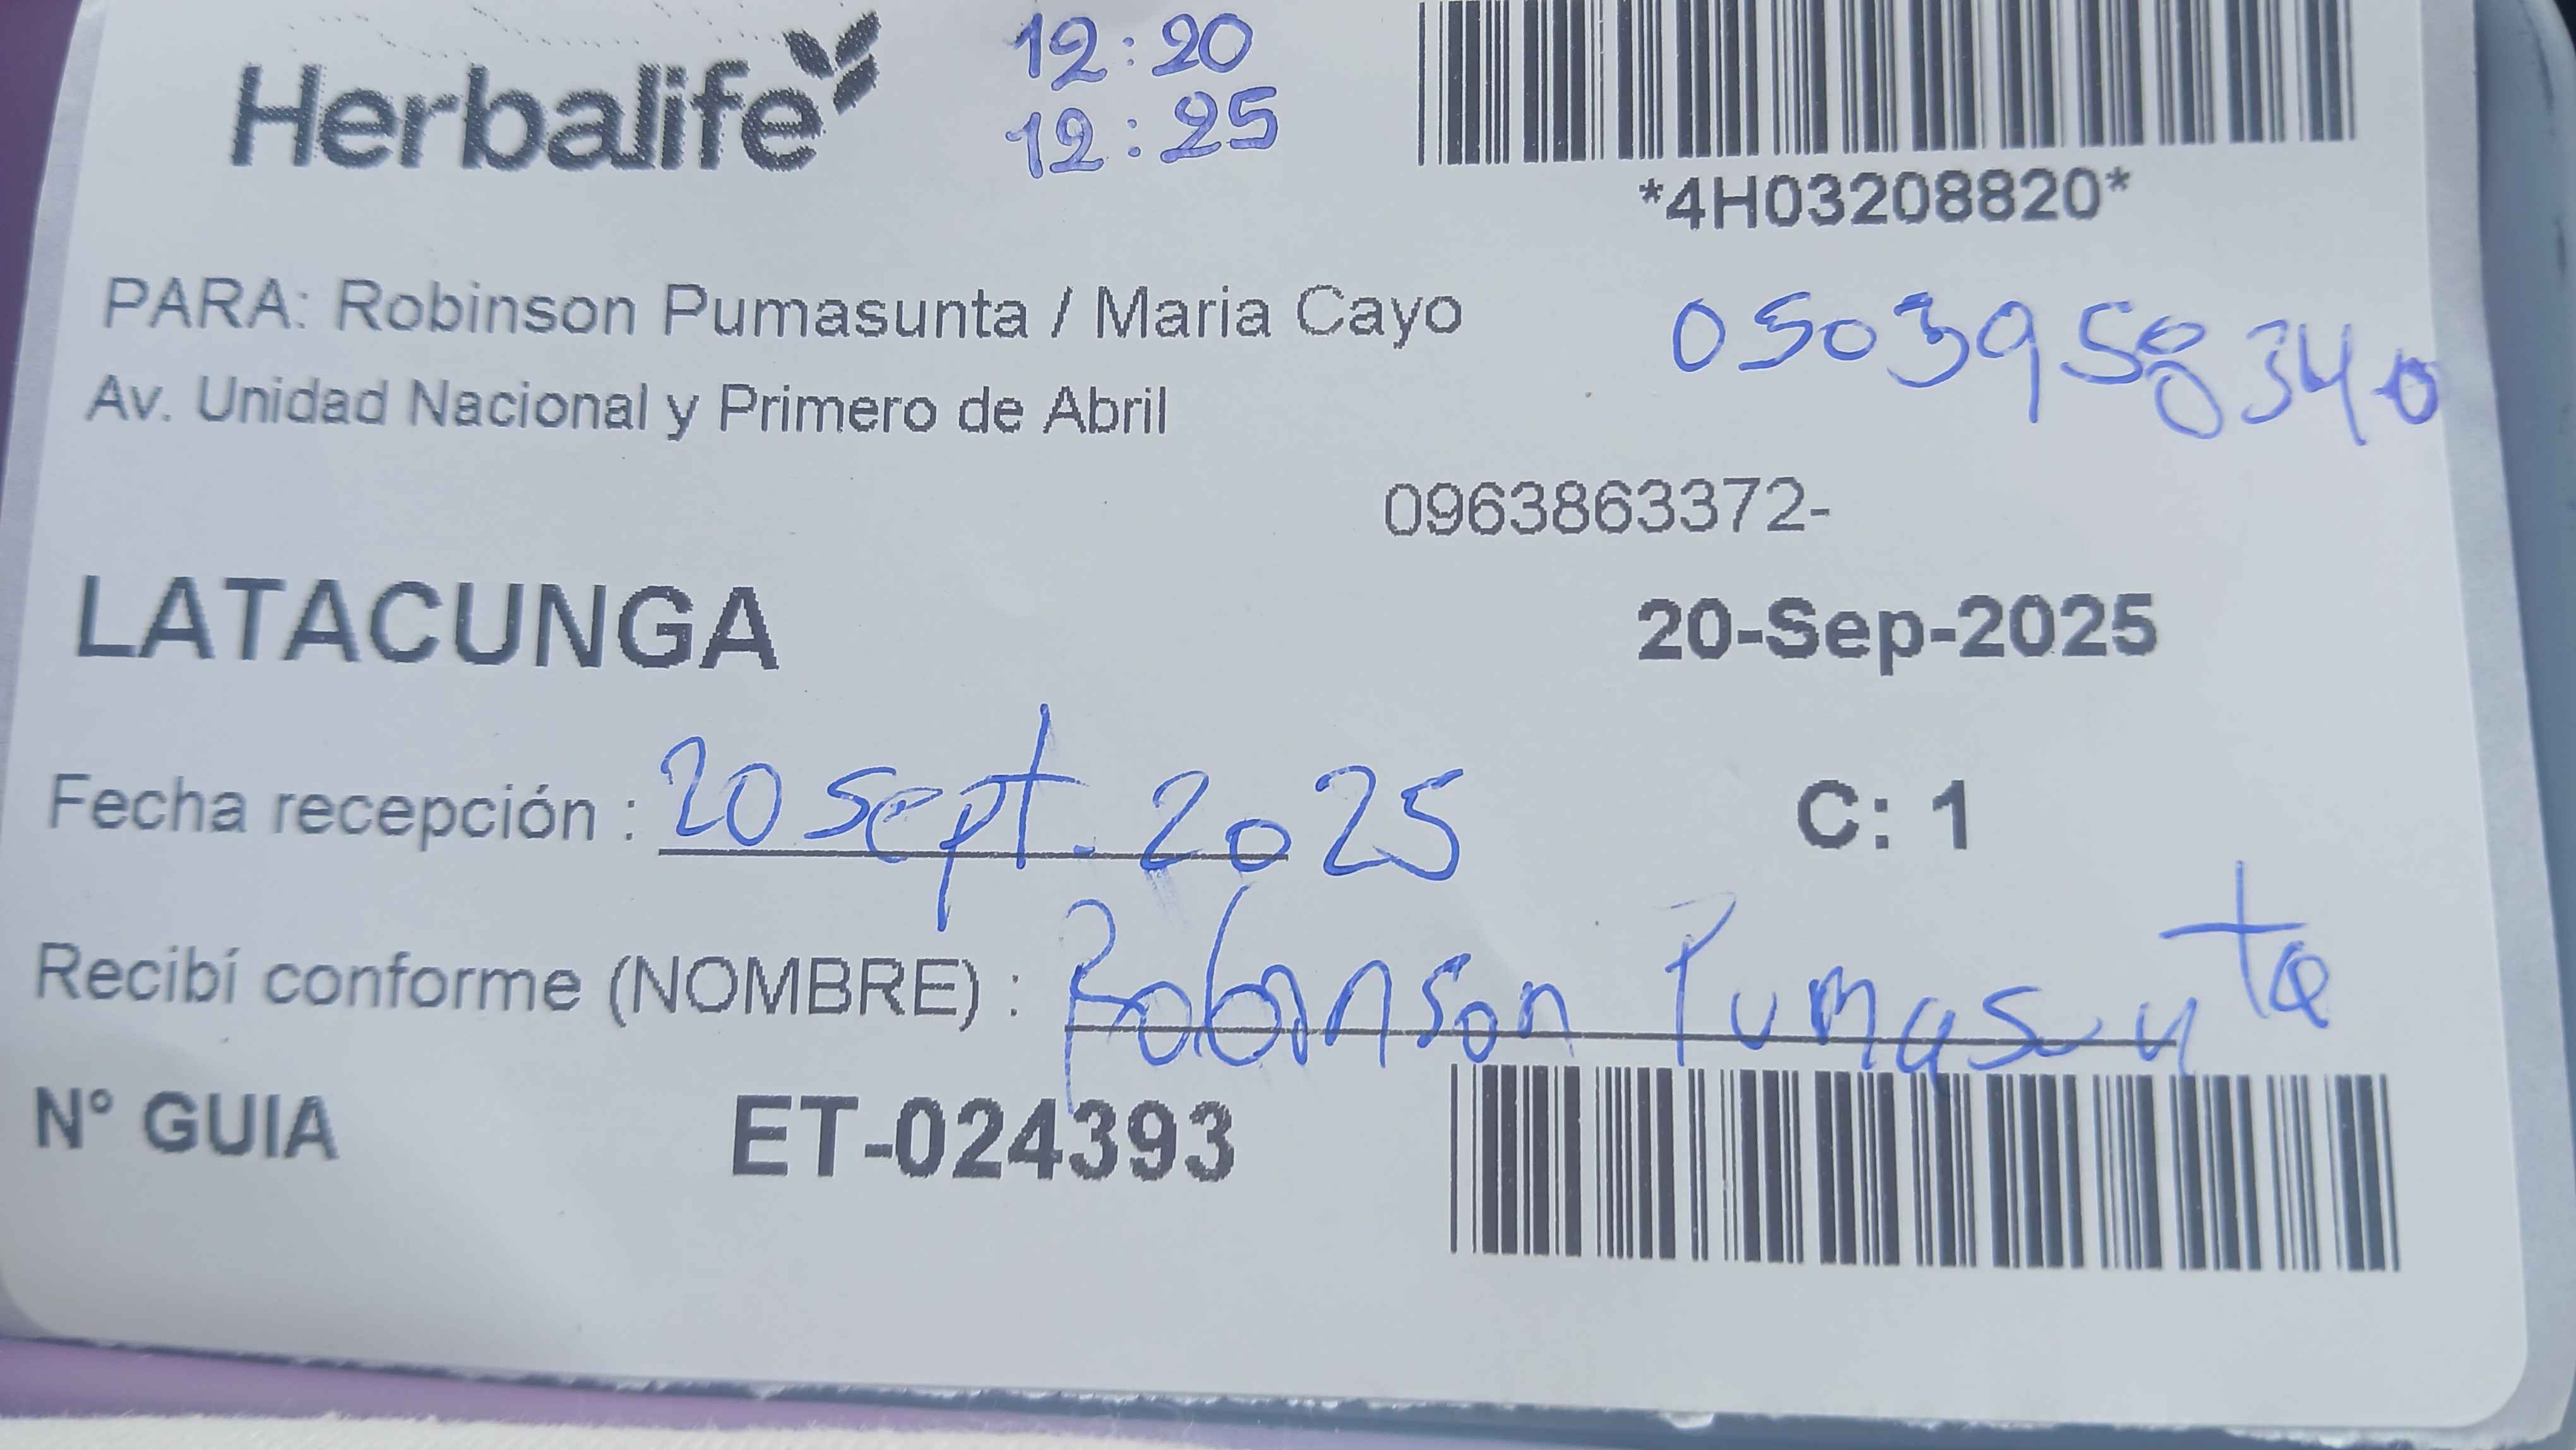 Herbalife
12:20
12:25
*4H03208820*
PARA: Robinson Pumasunta / Maria Cayo
0503958340
Av. Unidad Nacional y Primero de Abril
0963863372-
LATACUNGA
20-Sep-2025
Fecha recepción : 20 sept. 2025
C: 1
Recibí conforme (NOMBRE) : Robinson Pumasunta
N° GUIA ET-024393